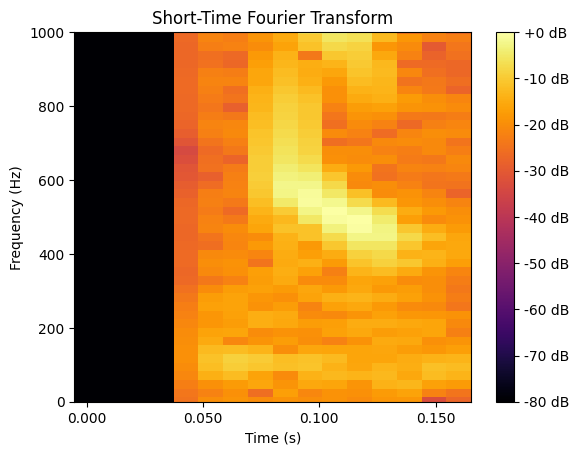 Short-Time Fourier Transform
1000
800
600
400
200
0
Frequency (Hz)
0.000
0.050
0.100
0.150
Time (s)
+0 dB
-10 dB
-20 dB
-30 dB
-40 dB
-50 dB
-60 dB
-70 dB
-80 dB